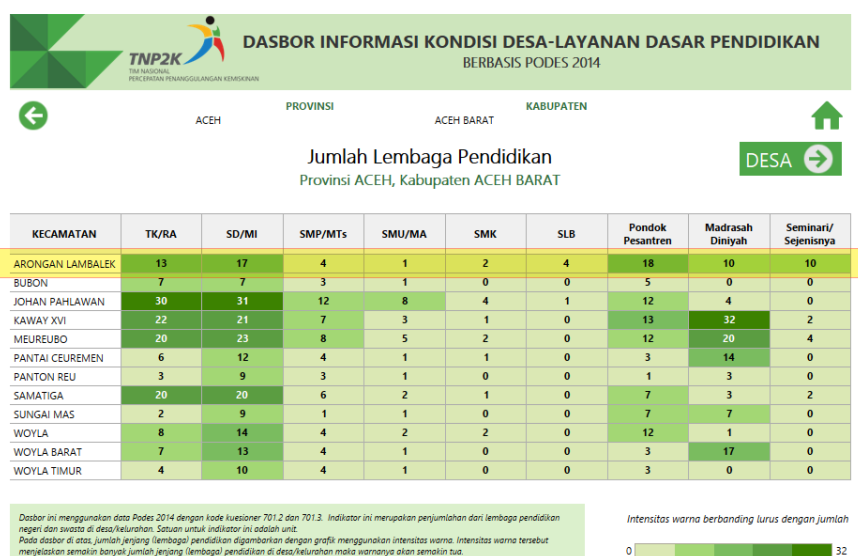 TNP2K
TIM NASIONAL
PERCEPATAN PENANGGULANGAN KEMISKINAN
DASBOR INFORMASI KONDISI DESA-LAYANAN DASAR PENDIDIKAN
BERBASIS PODES 2014
PROVINSI KABUPATEN
ACEH ACEH BARAT
Jumlah Lembaga Pendidikan
Provinsi ACEH, Kabupaten ACEH BARAT
DESA
KECAMATAN TK/RA SD/MI SMP/MTs SMU/MA SMK SLB Pondok Pesantren Madrasah Diniyah Seminari/ Sejenisnya
ARONGAN LAMBALEK 13 17 4 1 2 4 18 10 10
BUBON 7 7 3 1 0 0 5 0 0
JOHAN PAHLAWAN 30 31 12 8 4 1 12 4 0
KAWAY XVI 22 21 7 3 1 0 13 32 2
MEUREUBO 20 23 8 5 2 0 12 20 4
PANTAI CEUREMEN 6 12 4 1 1 0 3 14 0
PANTON REU 3 9 3 1 0 0 1 3 0
SAMATIGA 20 20 6 2 1 0 7 3 2
SUNGAI MAS 2 9 1 1 0 0 7 7 0
WOYLA 8 14 4 2 2 0 12 1 0
WOYLA BARAT 7 13 4 1 0 0 3 17 0
WOYLA TIMUR 4 10 4 1 0 0 3 0 0
Dasbor ini menggunakan data Podes 2014 dengan kode kuesioner 701.2 dan 701.3. Indikator ini merupakan penjumlahan dari lembaga pendidikan
negeri dan swasta di desa/kelurahan. Satuan untuk indikator ini adalah unit.
Pada dasbor di atas, jumlah jenjang (lembaga) pendidikan digambarkan dengan grafik menggunakan intensitas warna. Intensitas warna tersebut
menjelaskan semakin banyak jumlah jenjang (lembaga) pendidikan di desa/kelurahan maka warnanya akan semakin tua.
Intensitas warna berbanding lurus dengan jumlah
0 32